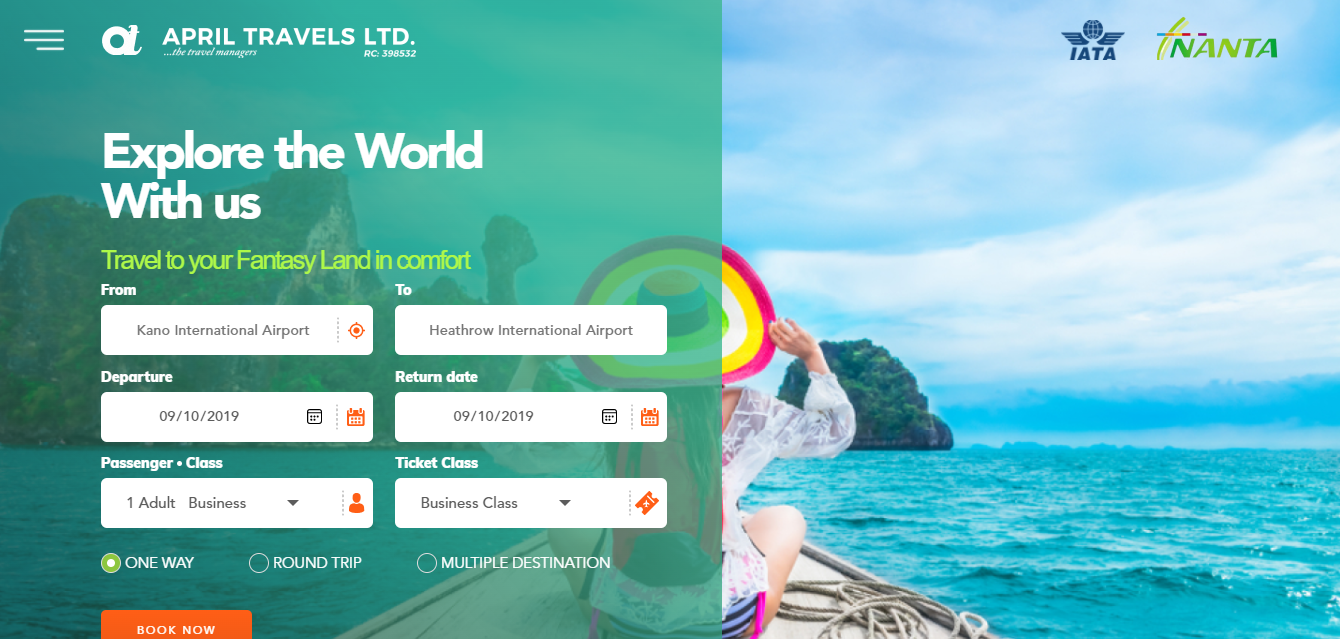 APRIL TRAVELS LTD.
...the travel managers
RC: 398532
IATA
NANTA
Explore the World
With us
Travel to your Fantasy Land in comfort
From
To
Kano International Airport
Heathrow International Airport
Departure
Return date
09/10/2019
09/10/2019
Passenger • Class
Ticket Class
1 Adult Business
Business Class
ONE WAY
ROUND TRIP
MULTIPLE DESTINATION
BOOK NOW